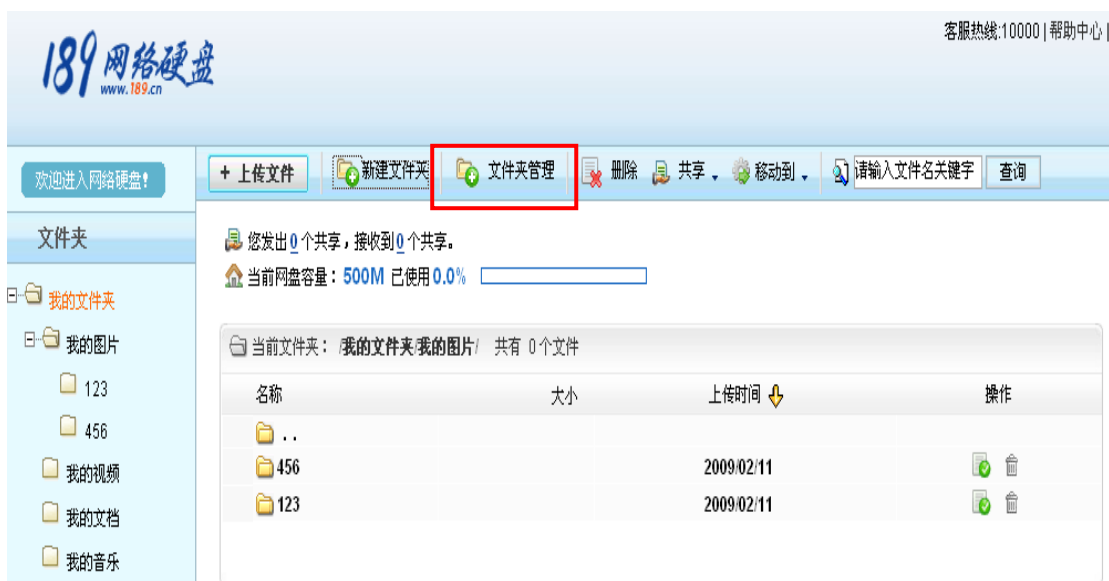 客服热线:10000 | 帮助中心 |
189 网络硬盘
www.189.cn
欢迎进入网络硬盘!
+ 上传文件 新建文件夹 文件夹管理 删除 共享 移动到 请输入文件名关键字 查询
文件夹
您发出0个共享,接收到0个共享。
当前网盘容量:500M 已使用0.0%
我的文件夹
我的图片
123
456
我的视频
我的文档
我的音乐
当前文件夹: /我的文件夹/我的图片/ 共有 0个文件
名称 大小 上传时间 操作
..
456 2009/02/11
123 2009/02/11